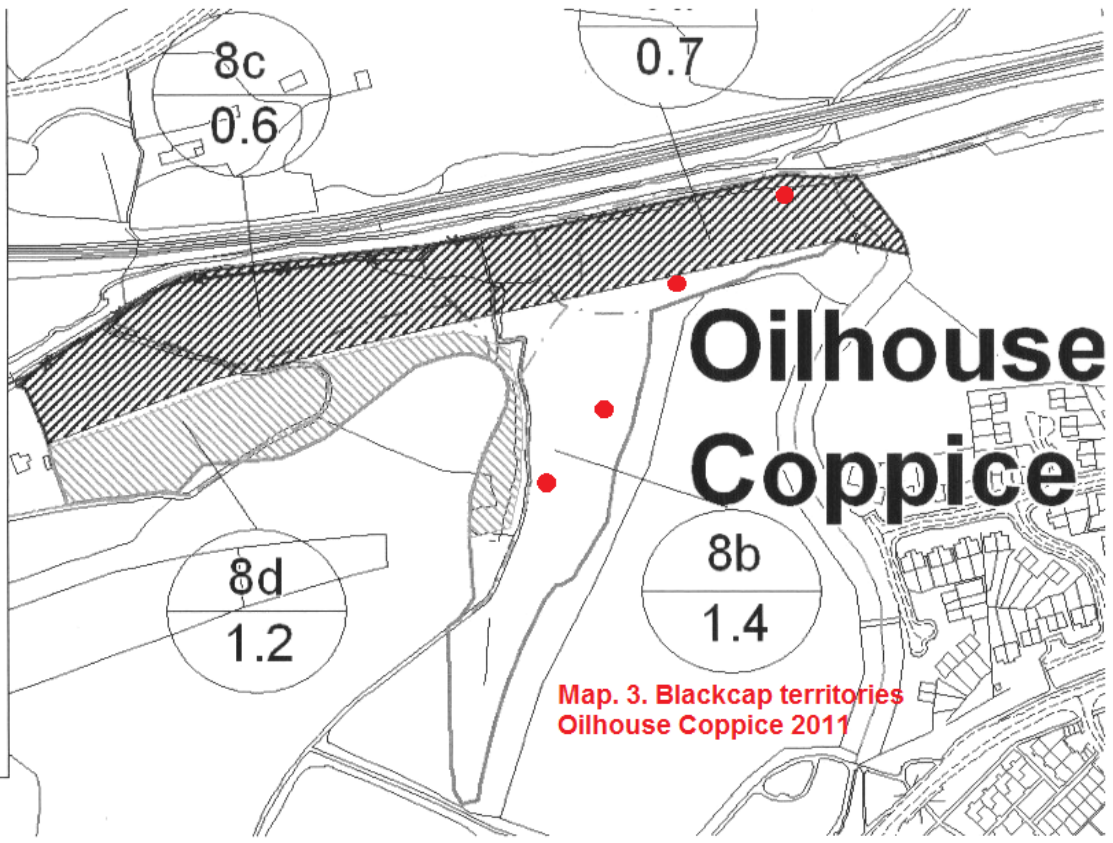 8c
0.6
0.7
Oilhouse
Coppice
8d
1.2
8b
1.4
Map. 3. Blackcap territories
Oilhouse Coppice 2011